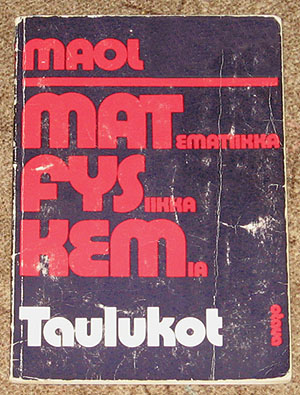 MAOL
MATEMATIIKKA
FYSIIKKA
KEMIA
Taulukot
otava